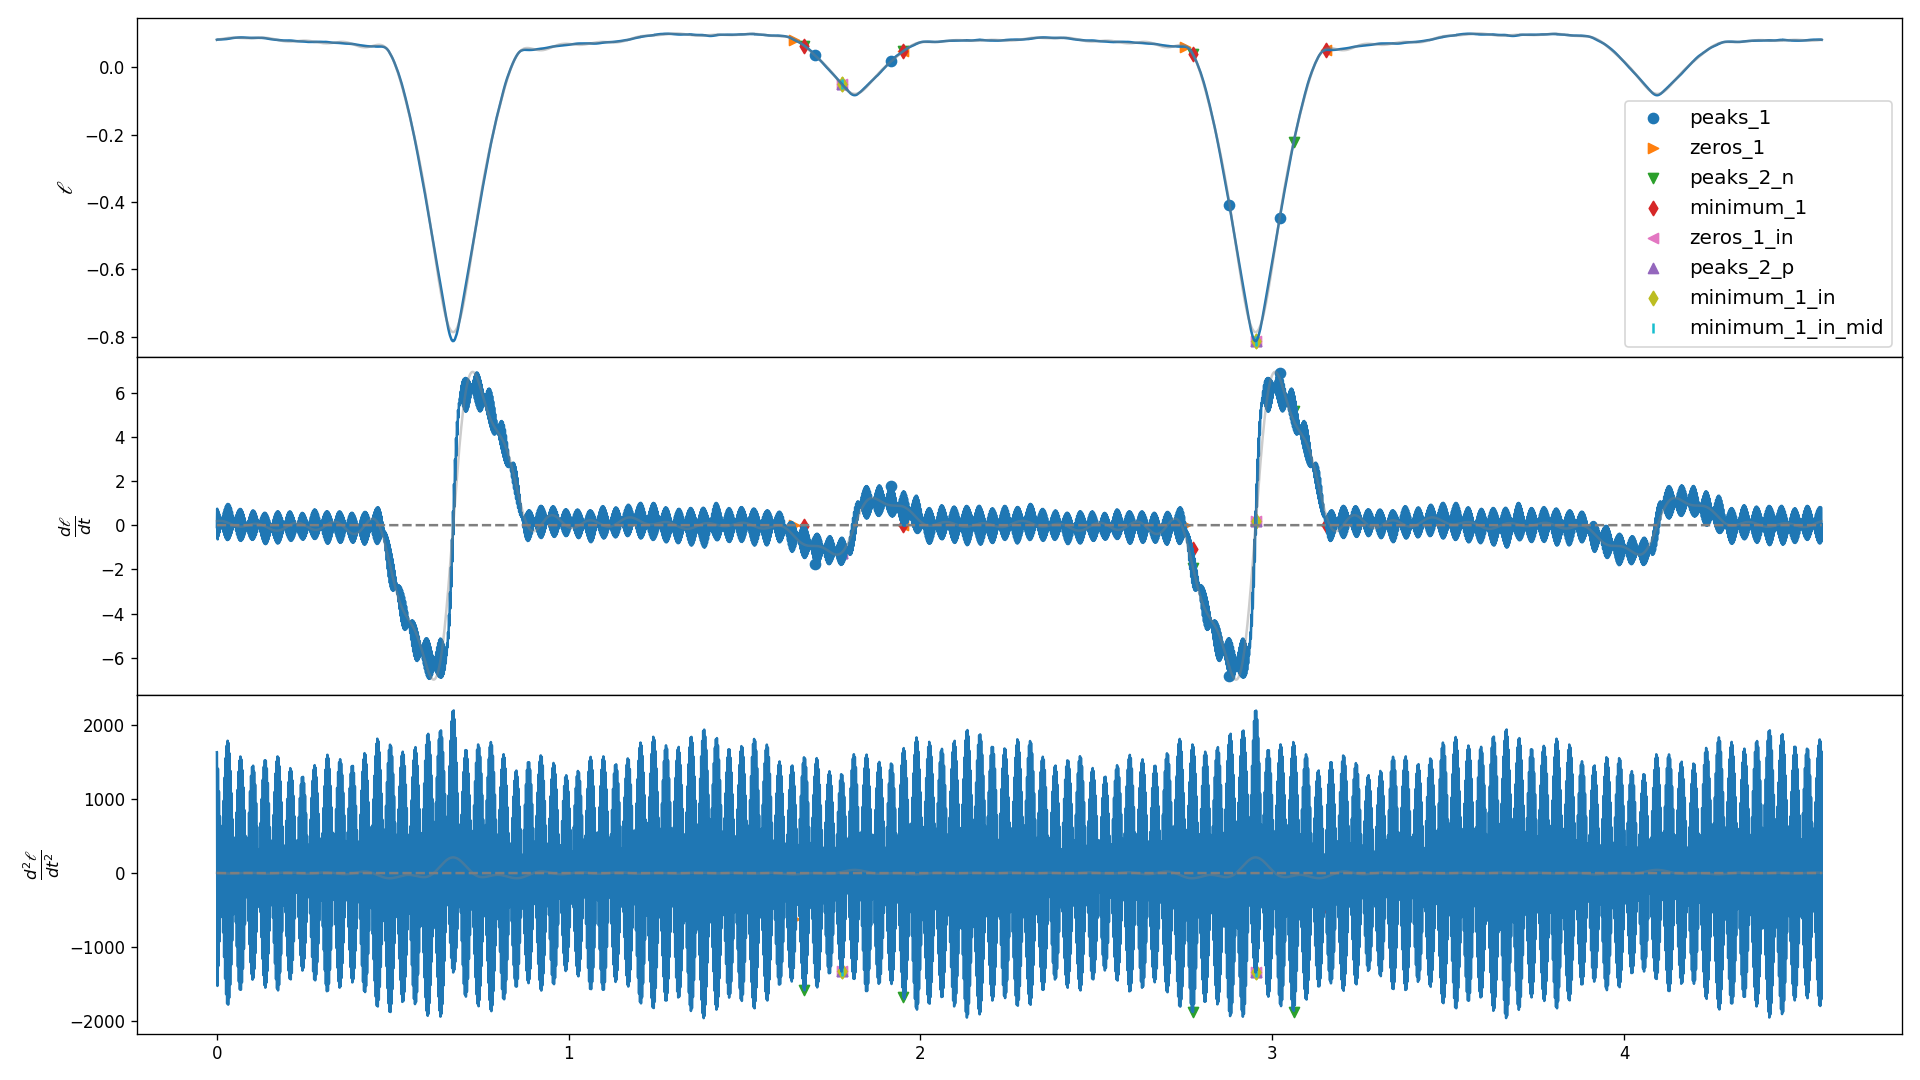 0.0
−0.2
−0.4
−0.6
−0.8
ℓ
peaks_1
zeros_1
peaks_2_n
minimum_1
zeros_1_in
peaks_2_p
minimum_1_in
minimum_1_in_mid
6
4
2
0
−2
−4
−6
dℓ
dt
2000
1000
0
−1000
−2000
d²ℓ
dt²
0 1 2 3 4